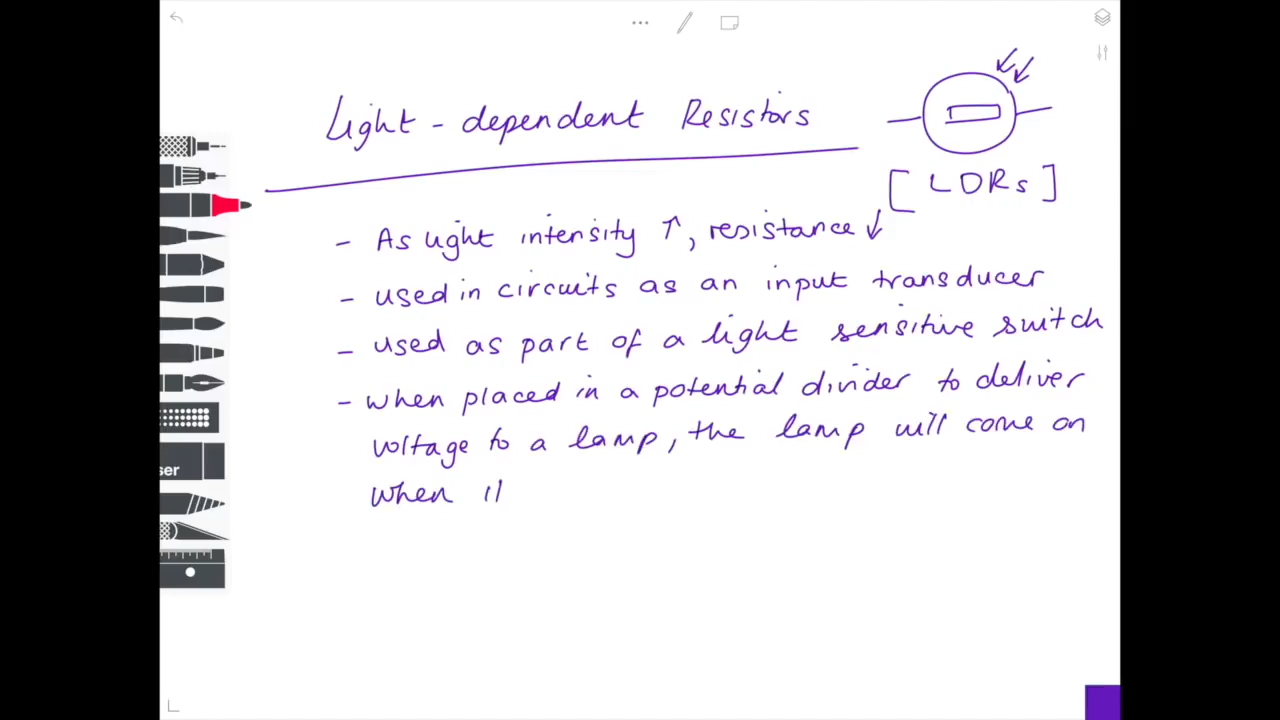 Light - dependent Resistors
[LDRs]
- As light intensity ↑, resistance ↓
- used in circuits as an input transducer
- used as part of a light sensitive switch
- when placed in a potential divider to deliver
voltage to a lamp, the lamp will come on
when
ser